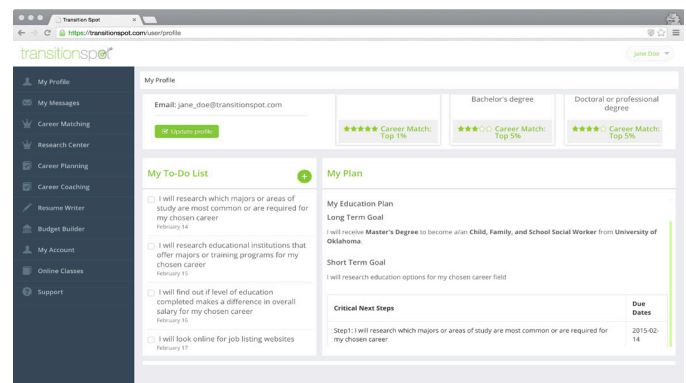 Transition Spot
https://transitionspot.com/user/profile
transitionspot
Jane Doe
My Profile
My Messages
Career Matching
Research Center
Career Planning
Career Coaching
Resume Writer
Budget Builder
My Account
Online Classes
Support
My Profile
Email: jane_doe@transitionspot.com
Update profile
Career Match:
Top 1%
Bachelor's degree
Career Match:
Top 5%
Doctoral or professional
degree
Career Match:
Top 5%
My To-Do List
I will research which majors or areas of
study are most common or are required for
my chosen career
February 14
I will research educational institutions that
offer majors or training programs for my
chosen career
February 15
I will find out if level of education
completed makes a difference in overall
salary for my chosen career
February 16
I will look online for job listing websites
February 17
My Plan
My Education Plan
Long Term Goal
I will receive Master's Degree to become a/an Child, Family, and School Social Worker from University of
Oklahoma.
Short Term Goal
I will research education options for my chosen career field
Critical Next Steps
Due
Dates
Step1: I will research which majors or areas of study are most common or are required for
my chosen career
2015-02-
14